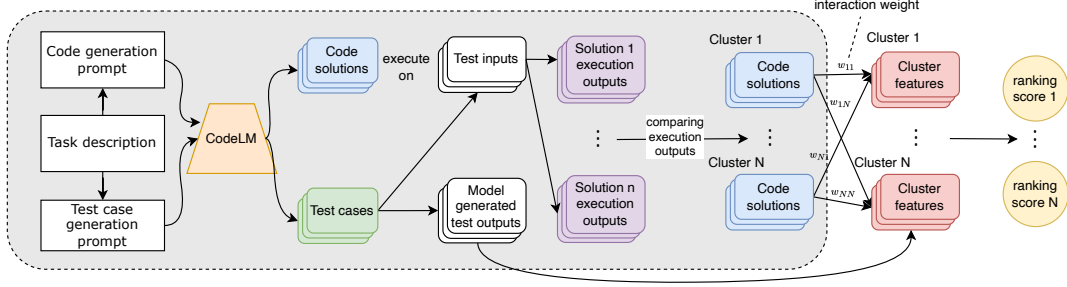 interaction weight
Code generation
prompt
Task description
Test case
generation
prompt
CodeLM
Code
solutions
execute
on
Test cases
Test inputs
Model
generated
test outputs
Solution 1
execution
outputs
⋮
Solution n
execution
outputs
comparing
execution
outputs
Cluster 1
Code
solutions
⋮
Cluster N
Code
solutions
w11
w1N
wN1
wNN
Cluster 1
Cluster
features
Cluster N
Cluster
features
ranking
score 1
⋮
ranking
score N